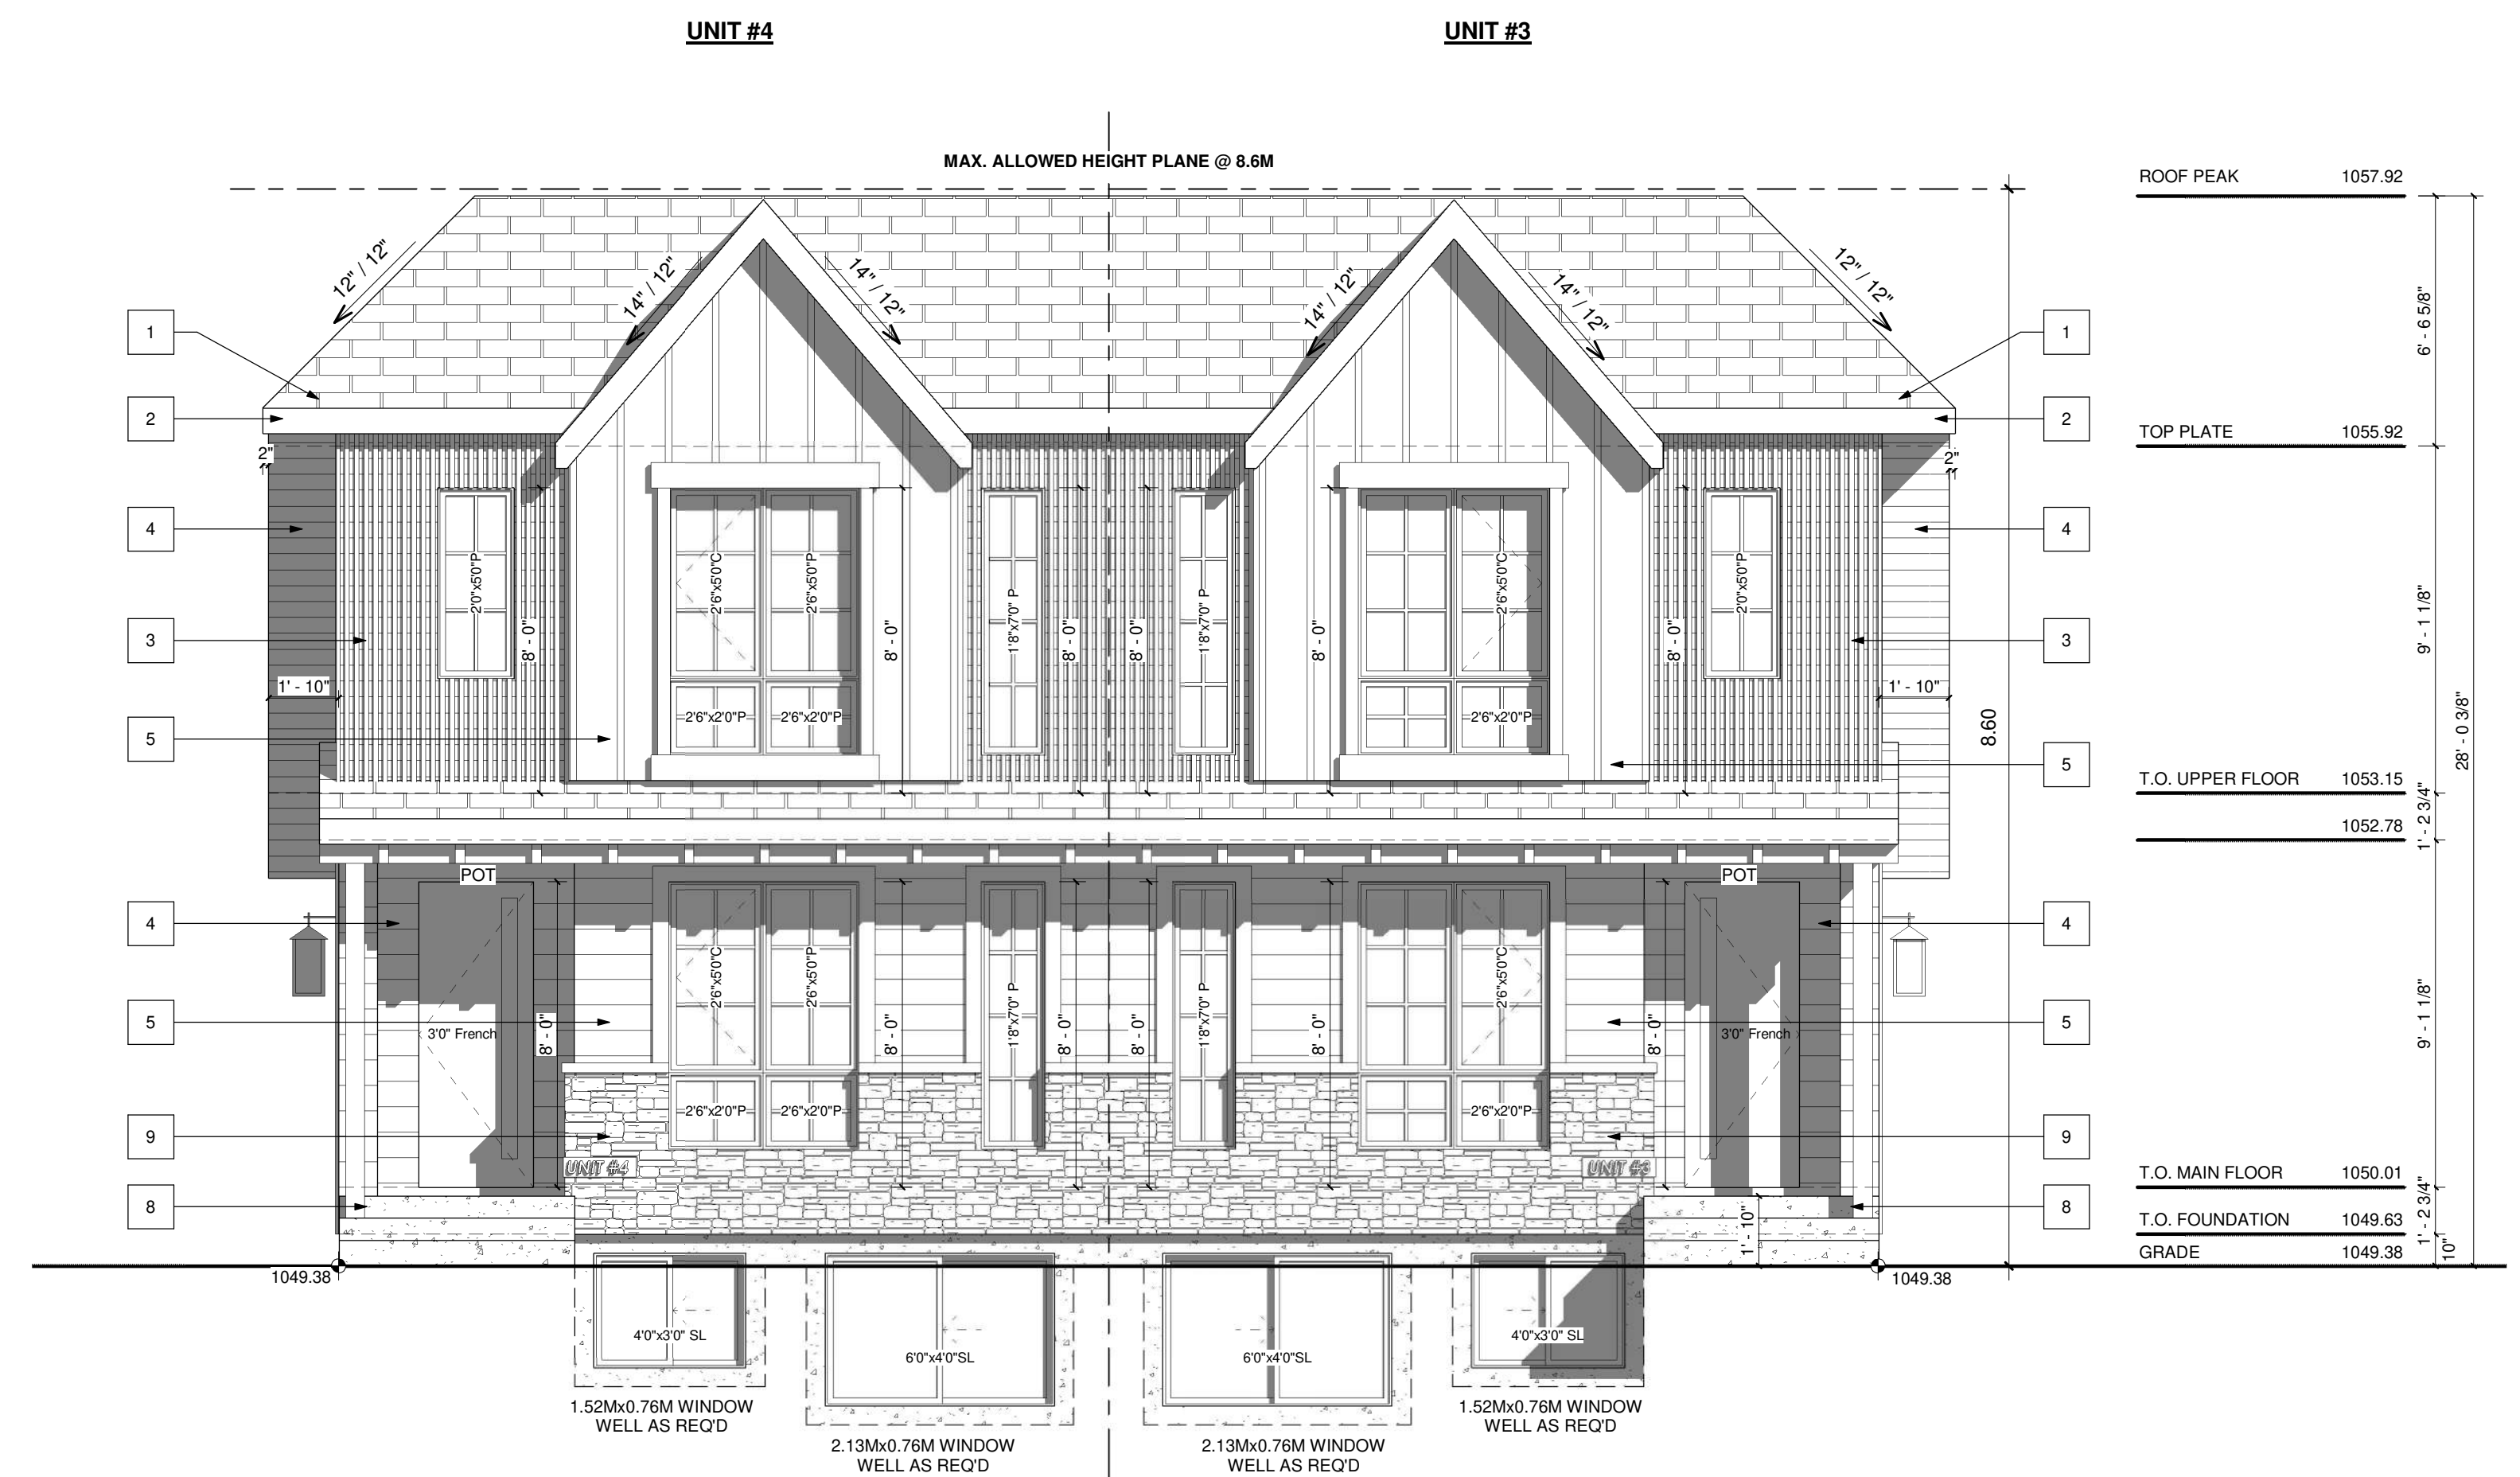 UNIT #4
UNIT #3
MAX. ALLOWED HEIGHT PLANE @ 8.6M
ROOF PEAK 1057.92
12" / 12"
14" / 12"
14" / 12"
14" / 12"
14" / 12"
12" / 12"
6' - 6 5/8"
1
1
2
2
TOP PLATE 1055.92
2"
2"
4
4
2'0"x5'0"P
2'6"x5'0"C
2'6"x5'0"P
1'8"x7'0" P
1'8"x7'0" P
2'6"x5'0"C
2'0"x5'0"P
9' - 1 1/8"
3
3
8' - 0"
8' - 0"
8' - 0"
8' - 0"
8' - 0"
8' - 0"
1' - 10"
1' - 10"
2'6"x2'0"P
2'6"x2'0"P
2'6"x2'0"P
8.60
28' - 0 3/8"
5
5
T.O. UPPER FLOOR 1053.15
1' - 2 3/4"
1052.78
POT
POT
4
4
2'6"x5'0"C
2'6"x5'0"P
1'8"x7'0" P
1'8"x7'0" P
2'6"x5'0"C
5
5
3'0" French
3'0" French
8' - 0"
8' - 0"
8' - 0"
8' - 0"
8' - 0"
8' - 0"
9' - 1 1/8"
2'6"x2'0"P
2'6"x2'0"P
2'6"x2'0"P
9
9
UNIT #4
UNIT #3
T.O. MAIN FLOOR 1050.01
8
8
1' - 10"
1' - 2 3/4"
T.O. FOUNDATION 1049.63
GRADE 1049.38
10"
1049.38
1049.38
4'0"x3'0" SL
6'0"x4'0"SL
6'0"x4'0"SL
4'0"x3'0" SL
1.52Mx0.76M WINDOW
WELL AS REQ'D
2.13Mx0.76M WINDOW
WELL AS REQ'D
2.13Mx0.76M WINDOW
WELL AS REQ'D
1.52Mx0.76M WINDOW
WELL AS REQ'D